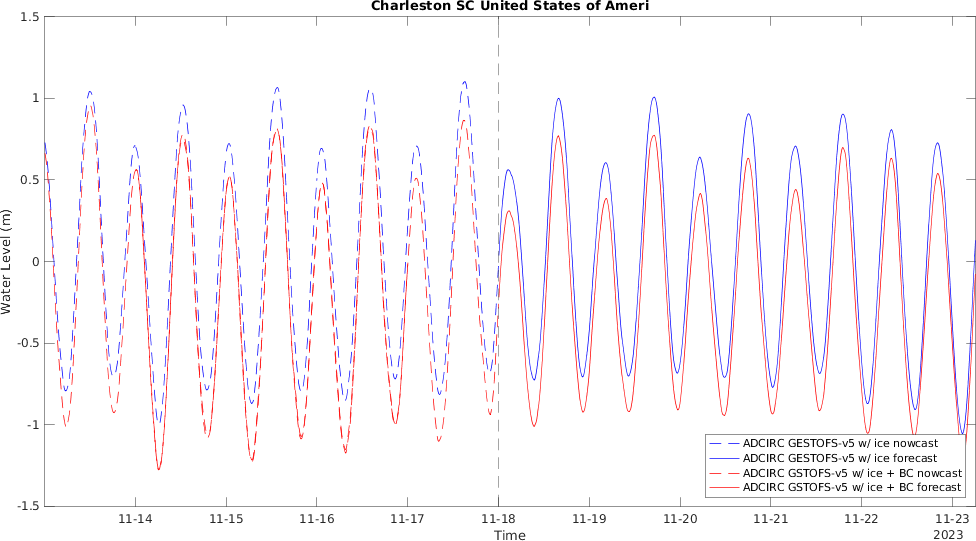 Charleston SC United States of Ameri
1.5
1
0.5
0
-0.5
-1
-1.5
Water Level (m)
11-14 11-15 11-16 11-17 11-18 11-19 11-20 11-21 11-22 11-23
Time
2023
ADCIRC GESTOFS-v5 w/ ice nowcast
ADCIRC GESTOFS-v5 w/ ice forecast
ADCIRC GSTOFS-v5 w/ ice + BC nowcast
ADCIRC GSTOFS-v5 w/ ice + BC forecast